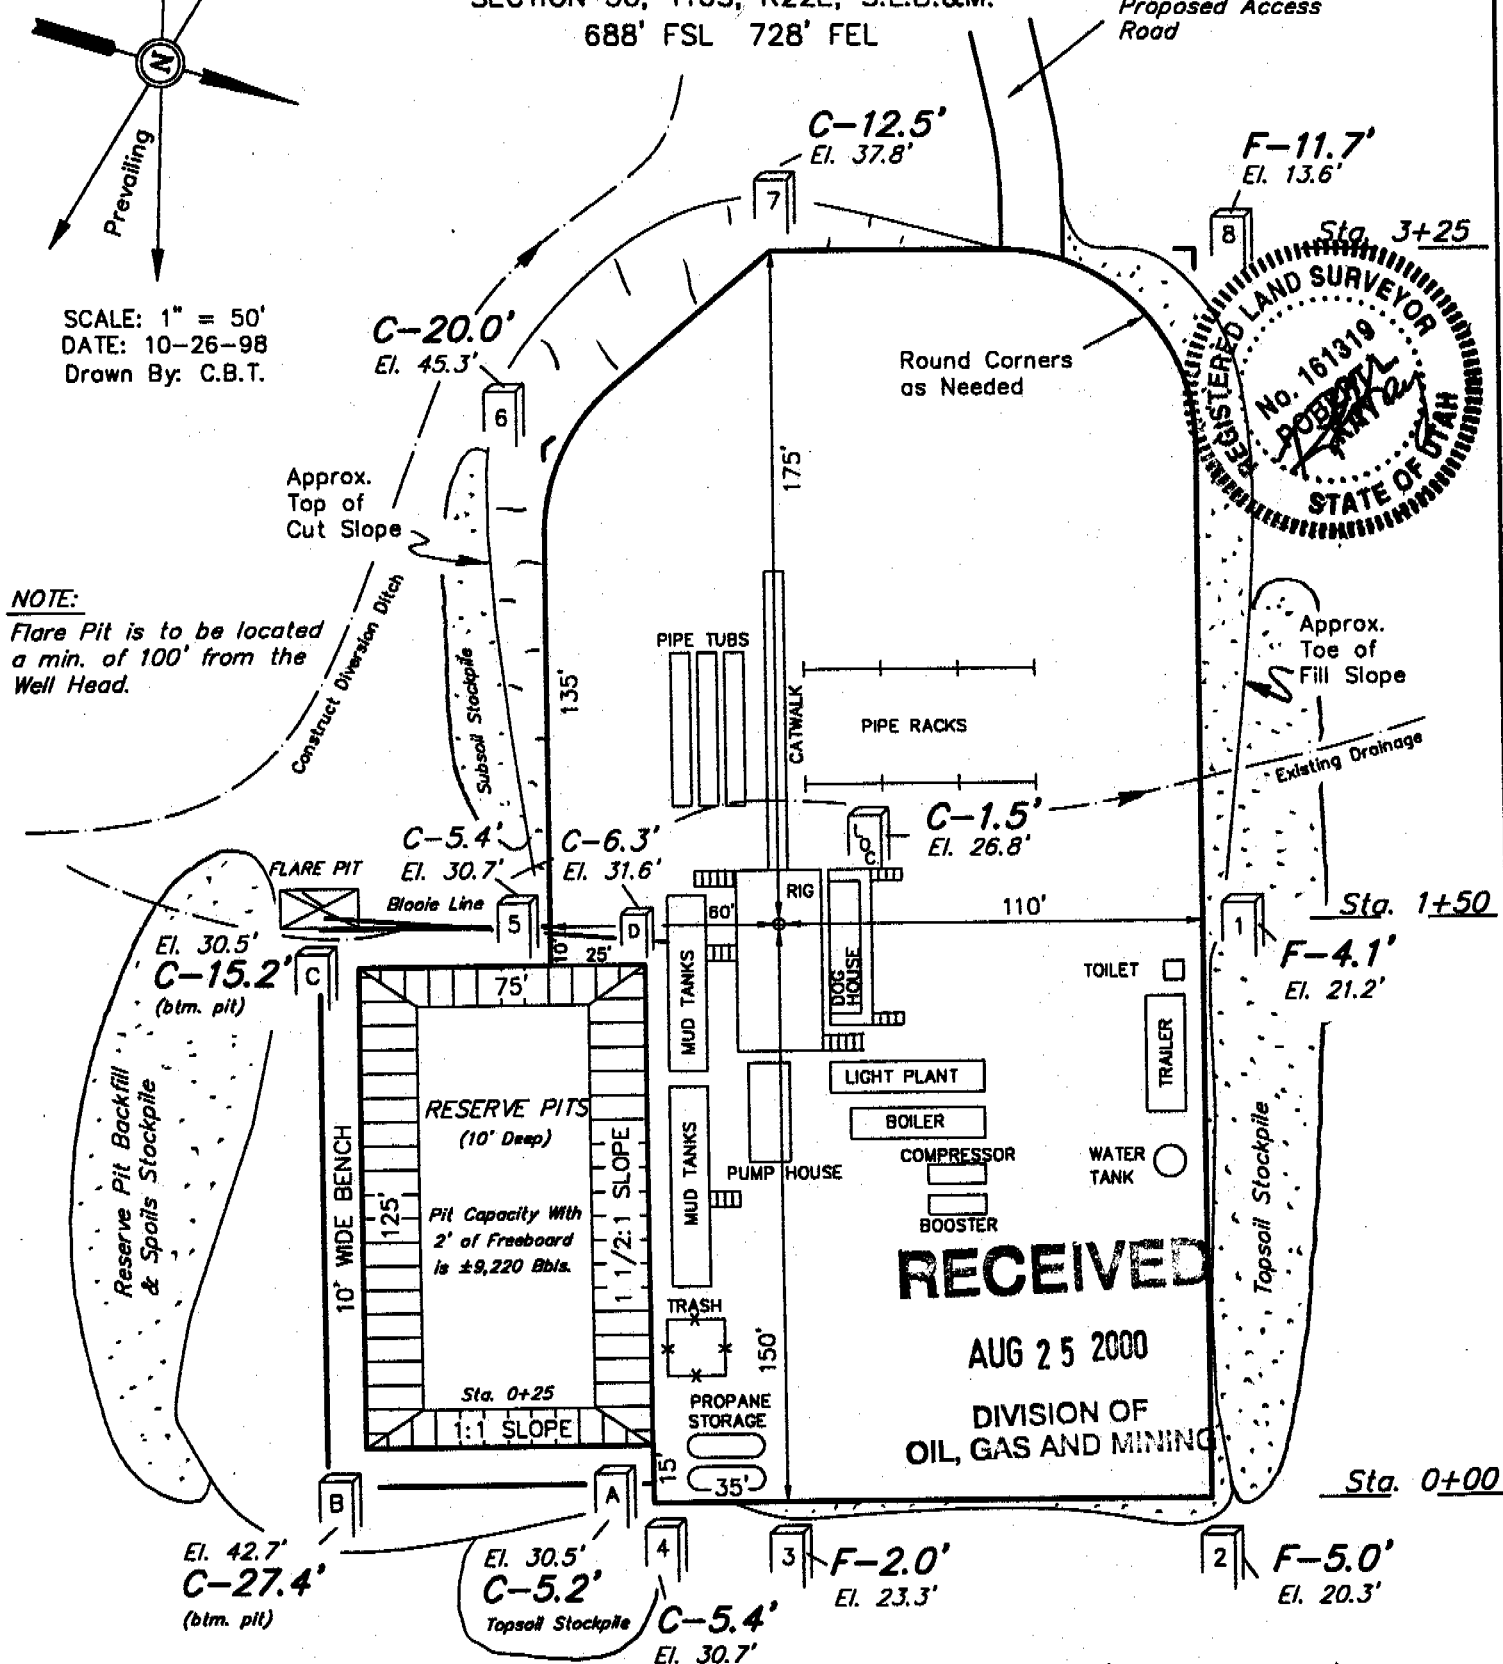 688' FSL 728' FEL
Proposed Access
Road
N
Prevailing
SCALE: 1" = 50'
DATE: 10-26-98
Drawn By: C.B.T.
C-12.5'
El. 37.8'
7
F-11.7'
El. 13.6'
8
Sta. 3+25
REGISTERED LAND SURVEYOR
No. 161319
STATE OF UTAH
C-20.0'
El. 45.3'
6
Round Corners
as Needed
175'
Approx.
Top of
Cut Slope
NOTE:
Flare Pit is to be located
a min. of 100' from the
Well Head.
Construct Diversion Ditch
Subsoil Stockpile
135'
PIPE TUBS
CATWALK
PIPE RACKS
Approx.
Toe of
Fill Slope
Existing Drainage
C-5.4'
El. 30.7'
5
C-6.3'
El. 31.6'
D
LOC
C-1.5'
El. 26.8'
FLARE PIT
Blooie Line
RIG
60'
110'
1
Sta. 1+50
F-4.1'
El. 21.2'
El. 30.5'
C-15.2'
(btm. pit)
C
10'
25'
75'
MUD TANKS
DOG HOUSE
TOILET
TRAILER
LIGHT PLANT
BOILER
COMPRESSOR
BOOSTER
PUMP HOUSE
WATER
TANK
RESERVE PITS
(10' Deep)
Pit Capacity With
2' of Freeboard
is ±9,220 Bbls.
125'
10' WIDE BENCH
1 1/2:1 SLOPE
MUD TANKS
Reserve Pit Backfill
& Spoils Stockpile
Topsoil Stockpile
RECEIVED
AUG 25 2000
DIVISION OF
OIL, GAS AND MINING
TRASH
150'
PROPANE
STORAGE
Sta. 0+25
1:1 SLOPE
15'
35'
Sta. 0+00
B
El. 42.7'
C-27.4'
(btm. pit)
A
El. 30.5'
C-5.2'
Topsoil Stockpile
4
C-5.4'
El. 30.7'
3
F-2.0'
El. 23.3'
2
F-5.0'
El. 20.3'